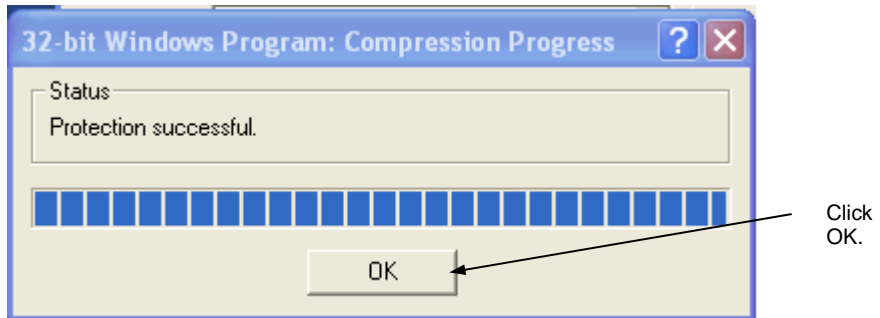 32-bit Windows Program: Compression Progress
Status
Protection successful.
OK
Click
OK.